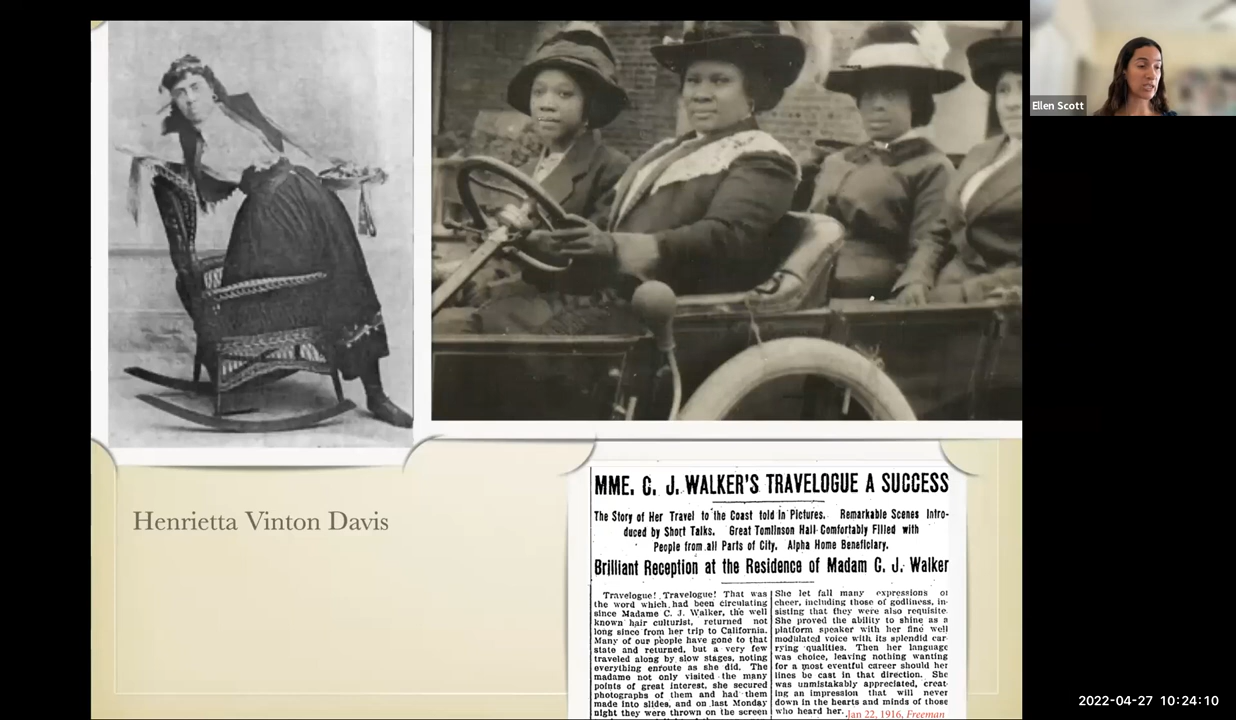 Ellen Scott
Henrietta Vinton Davis
MME. C. J. WALKER'S TRAVELOGUE A SUCCESS
The Story of Her Travel to the Coast told in Pictures. Remarkable Scenes Intro-
duced by Short Talks. Great Tomlinson Hall Comfortably Filled with
People from all Parts of City. Alpha Home Beneficiary.
Brilliant Reception at the Residence of Madam C. J. Walker
Travelogue! Travelogue! That was
the word which had been circulating
since Madame C. J. Walker, the well
known hair culturist, returned not
long since from her trip to California.
Many of our people have gone to that
state and returned, but a very few
traveled along by slow stages, noting
everything enroute as she did. The
madame not only visited the many
points of great interest, she secured
photographs of them and had them
made into slides, and on last Monday
night they were thrown on the screen
She let fall many expressions of
cheer, including those of godliness, in-
sisting that they were also requisite.
She proved the ability to shine as a
platform speaker with her fine well
modulated voice with its splendid car-
rying qualities. Then her language
was choice, leaving nothing wanting
for a most eventful career should her
lines be cast in that direction. She
was unmistakably appreciated, creat-
ing an impression that will never
down in the hearts and minds of those
who heard her.
Jan 22, 1916, Freeman
2022-04-27 10:24:10